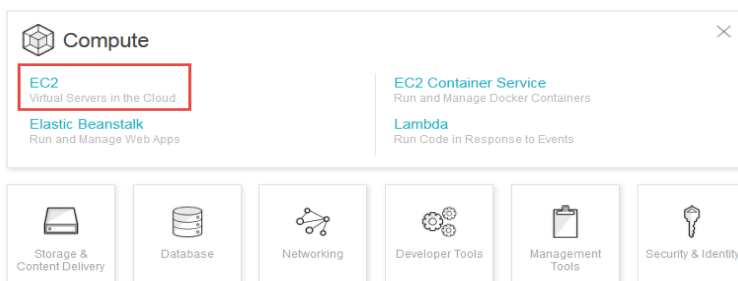 Compute
EC2
Virtual Servers in the Cloud
EC2 Container Service
Run and Manage Docker Containers
Elastic Beanstalk
Run and Manage Web Apps
Lambda
Run Code in Response to Events
Storage &
Content Delivery
Database
Networking
Developer Tools
Management
Tools
Security & Identity